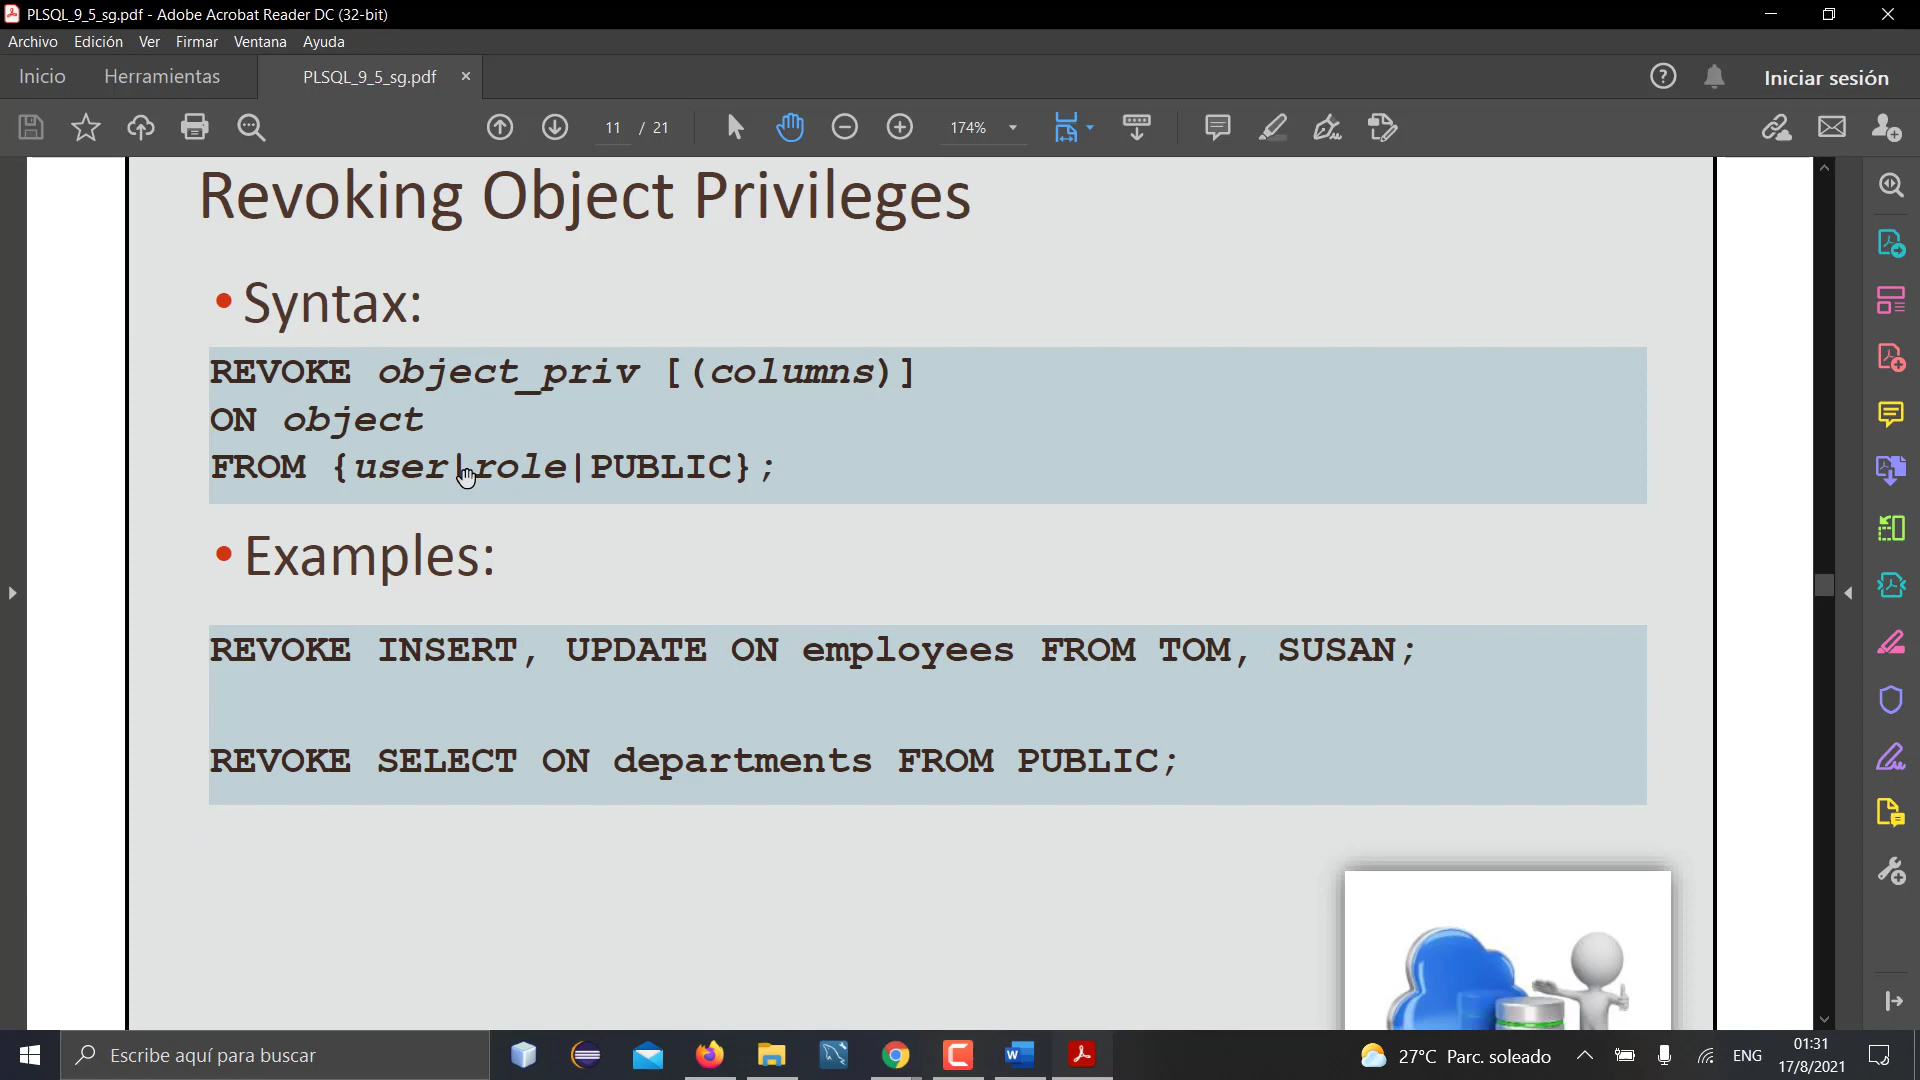 PLSQL_9_5_sg.pdf - Adobe Acrobat Reader DC (32-bit)
Archivo Edición Ver Firmar Ventana Ayuda
Inicio Herramientas PLSQL_9_5_sg.pdf Iniciar sesión
11 / 21 174%
Revoking Object Privileges
• Syntax:
REVOKE object_priv [(columns)]
ON object
FROM {user|role|PUBLIC};
• Examples:
REVOKE INSERT, UPDATE ON employees FROM TOM, SUSAN;
REVOKE SELECT ON departments FROM PUBLIC;
Escribe aquí para buscar
27°C Parc. soleado
ENG
01:31
17/8/2021